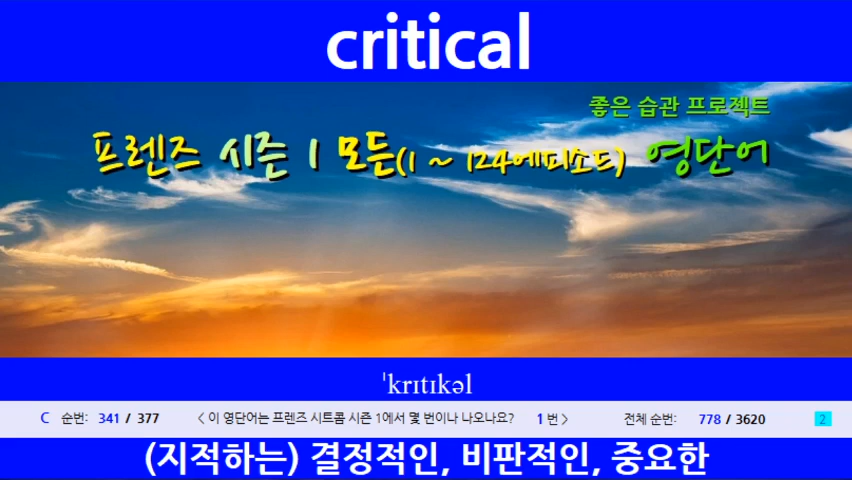 critical
좋은 습관 프로젝트
프렌즈 시즌 1 모든(1 ~ 124에피소드) 영단어
ˈkrɪtɪkəl
C 순번: 341 / 377 < 이 영단어는 프렌즈 시트콤 시즌 1에서 몇 번이나 나오나요? 1 번 > 전체 순번: 778 / 3620 2
(지적하는) 결정적인, 비판적인, 중요한